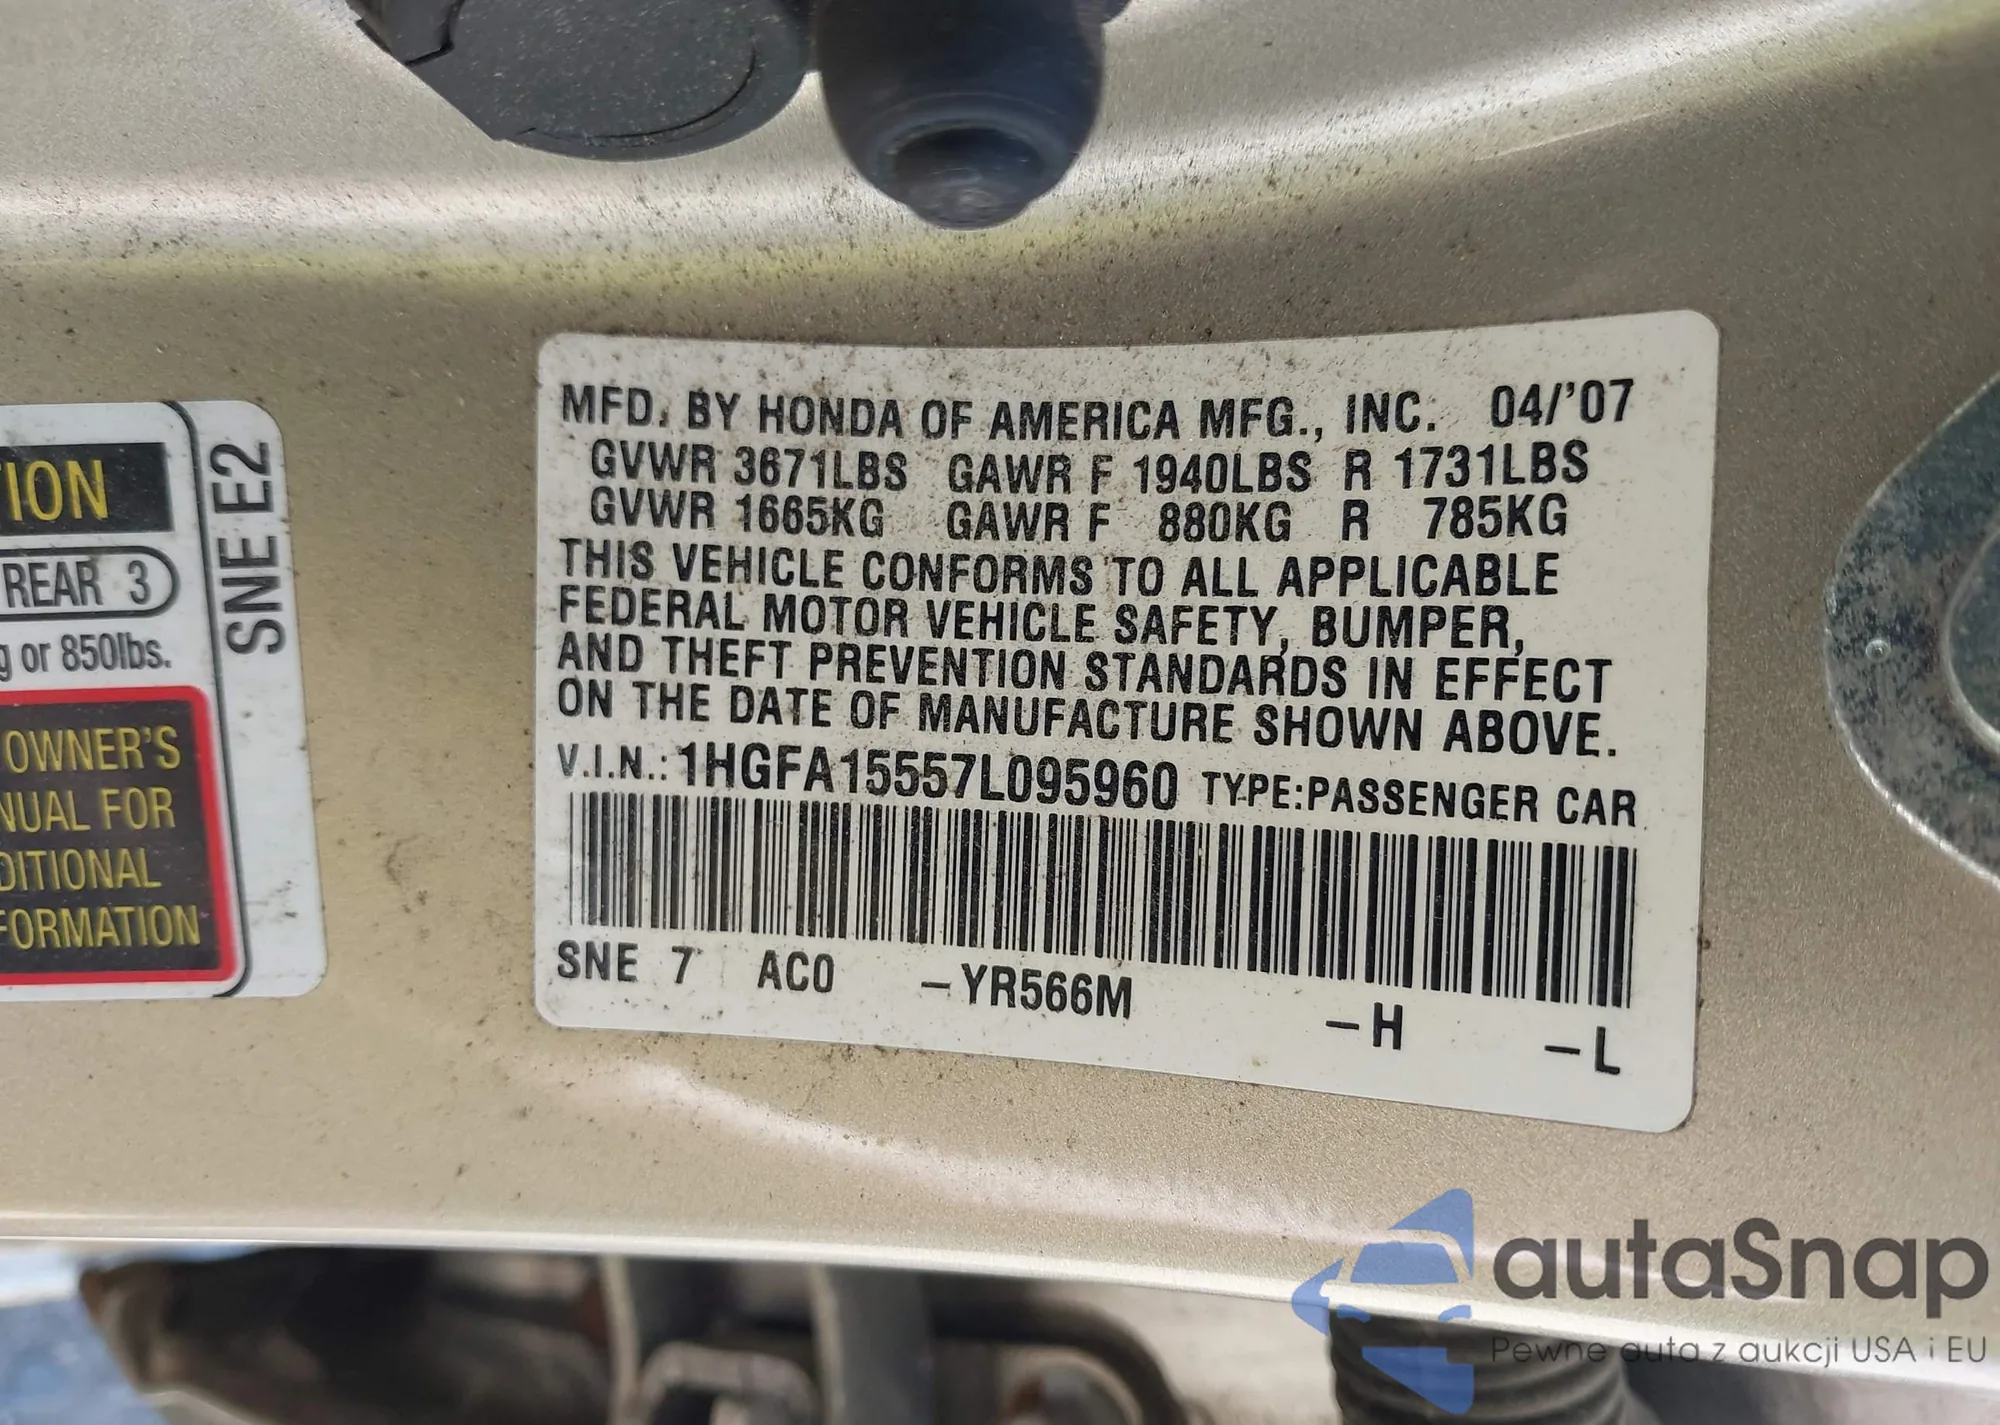 TION
REAR 3
g or 850lbs.
OWNER'S
NUAL FOR
DITIONAL
FORMATION
SNE E2
MFD. BY HONDA OF AMERICA MFG., INC. 04/'07
GVWR 3671LBS GAWR F 1940LBS R 1731LBS
GVWR 1665KG GAWR F 880KG R 785KG
THIS VEHICLE CONFORMS TO ALL APPLICABLE
FEDERAL MOTOR VEHICLE SAFETY, BUMPER,
AND THEFT PREVENTION STANDARDS IN EFFECT
ON THE DATE OF MANUFACTURE SHOWN ABOVE.
V.I.N.: 1HGFA15557L095960 TYPE:PASSENGER CAR
SNE 7 AC0 -YR566M -H -L
autaSnap
Pewne auta z aukcji USA i EU